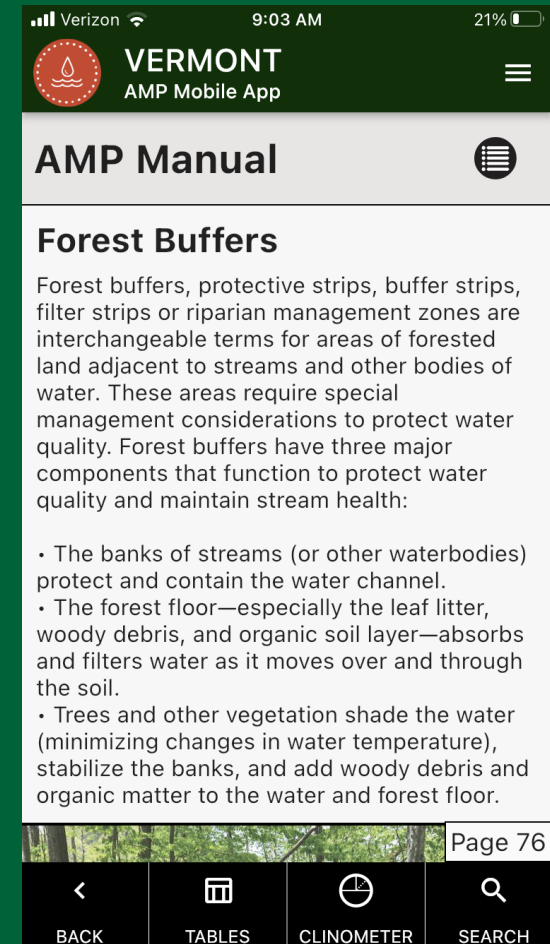 Verizon 9:03 AM 21%
VERMONT
AMP Mobile App
AMP Manual
Forest Buffers
Forest buffers, protective strips, buffer strips,
filter strips or riparian management zones are
interchangeable terms for areas of forested
land adjacent to streams and other bodies of
water. These areas require special
management considerations to protect water
quality. Forest buffers have three major
components that function to protect water
quality and maintain stream health:
• The banks of streams (or other waterbodies)
protect and contain the water channel.
• The forest floor—especially the leaf litter,
woody debris, and organic soil layer—absorbs
and filters water as it moves over and through
the soil.
• Trees and other vegetation shade the water
(minimizing changes in water temperature),
stabilize the banks, and add woody debris and
organic matter to the water and forest floor.
Page 76
BACK TABLES CLINOMETER SEARCH